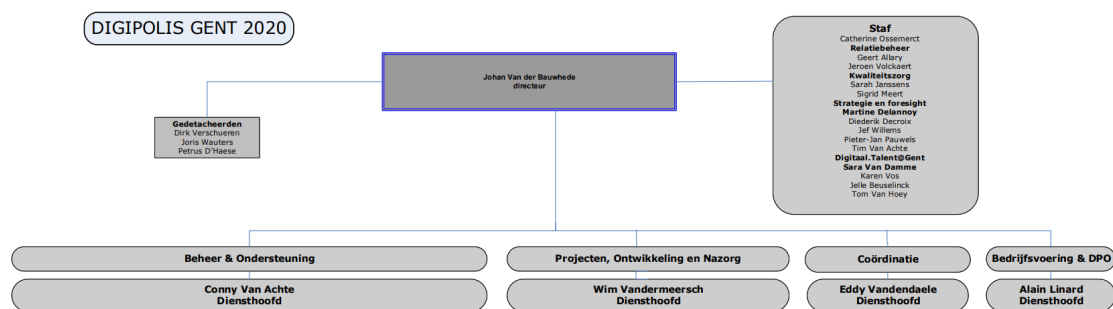 DIGIPOLIS GENT 2020
Johan Van der Bauwhede
directeur
Gedetacheerden
Dirk Verschueren
Joris Wauters
Petrus D'Haese
Staf
Catherine Ossemerct
Relatiebeheer
Geert Allary
Jeroen Volckaert
Kwaliteitszorg
Sarah Janssens
Sigrid Meert
Strategie en foresight
Martine Delannoy
Diederik Decroix
Jef Willems
Pieter-Jan Pauwels
Tim Van Achte
Digitaal.Talent@Gent
Sara Van Damme
Karen Vos
Jelle Beuselinck
Tom Van Hoey
Beheer & Ondersteuning
Conny Van Achte
Diensthoofd
Projecten, Ontwikkeling en Nazorg
Wim Vandermeersch
Diensthoofd
Coördinatie
Eddy Vandendaele
Diensthoofd
Bedrijfsvoering & DPO
Alain Linard
Diensthoofd